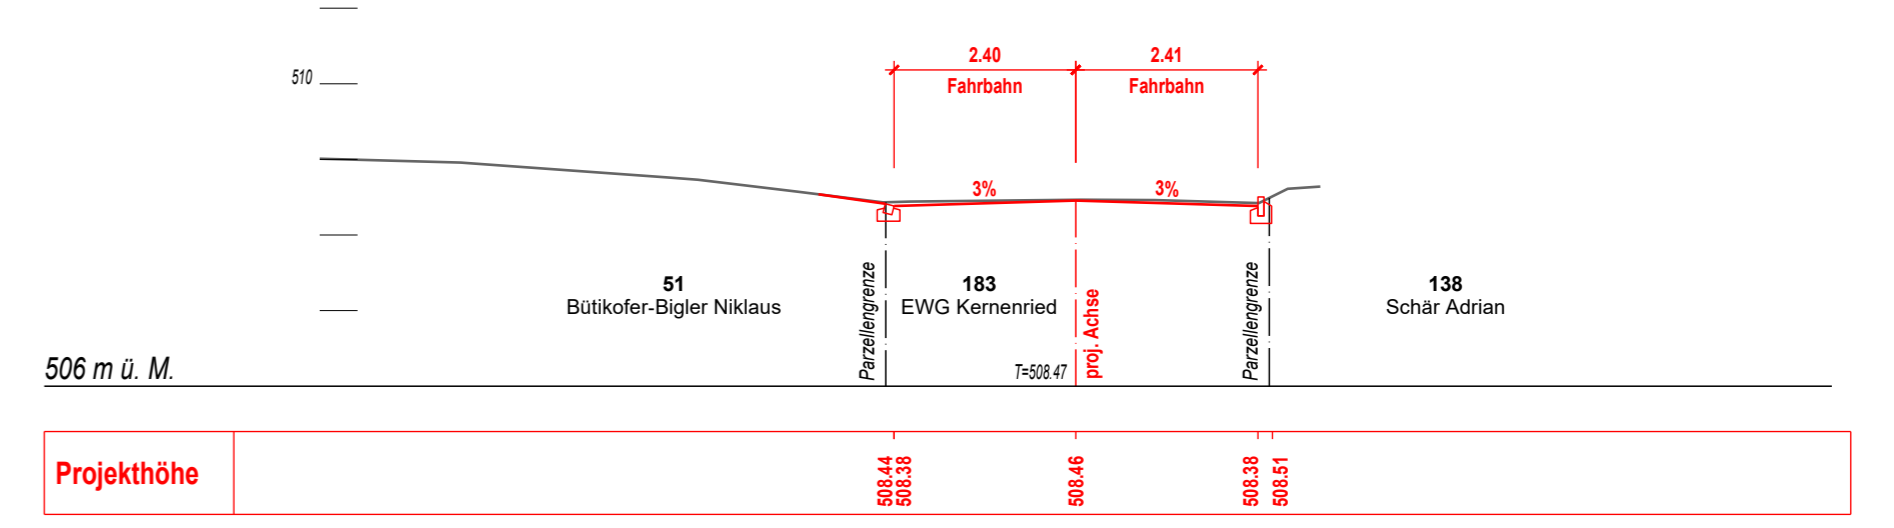 2.40
2.41
510
Fahrbahn
Fahrbahn
3%
3%
51
Bütikofer-Bigler Niklaus
Parzellengrenze
183
EWG Kernenried
proj. Achse
Parzellengrenze
138
Schär Adrian
506 m ü. M.
T=508.47
Projekthöhe
508.44
508.38
508.46
508.38
508.51